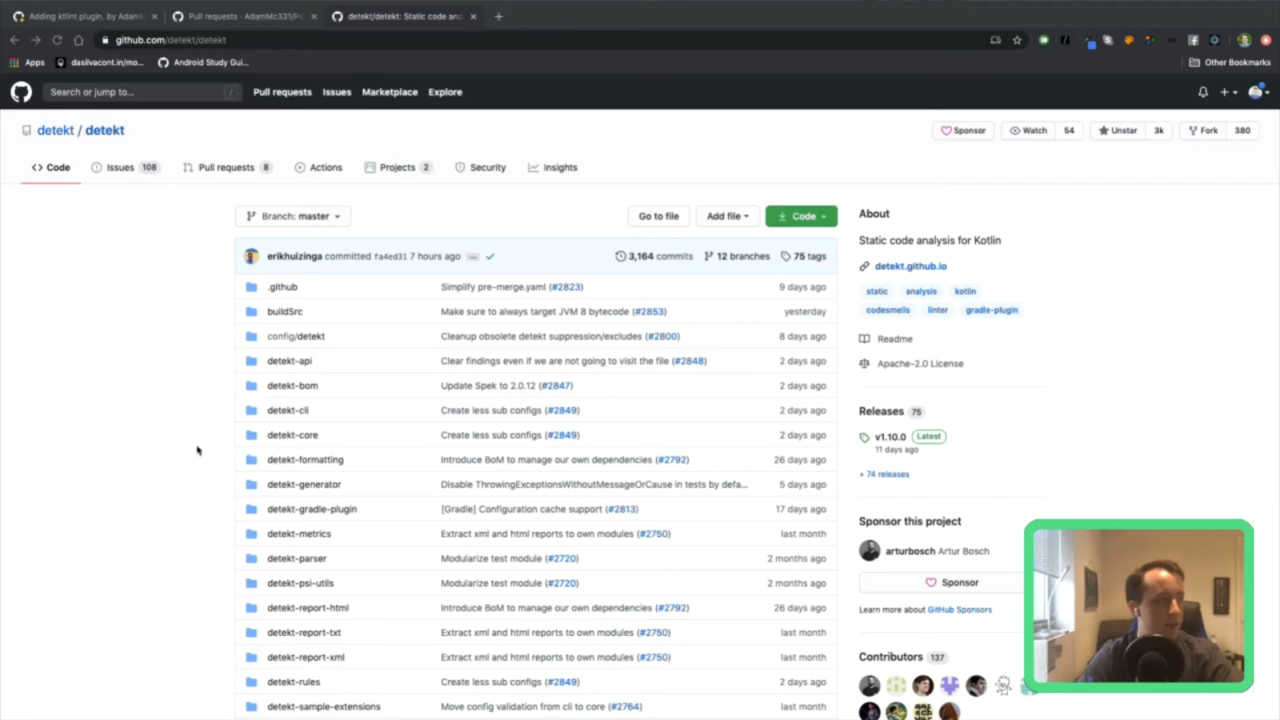 Adding ktlint plugin. by AdamM
Pull requests · AdamMc331/Po
detekt/detekt: Static code ana
github.com/detekt/detekt
Apps
dasilvacont.in/mo...
Android Study Gui...
Other Bookmarks
Search or jump to...
/
Pull requests
Issues
Marketplace
Explore
detekt / detekt
Sponsor
Watch 54
Unstar 3k
Fork 380
Code
Issues 108
Pull requests 8
Actions
Projects 2
Security
Insights
Branch: master
Go to file
Add file
Code
erikhuizinga committed fa4ed31 7 hours ago
3,164 commits
12 branches
75 tags
.github Simplify pre-merge.yaml (#2823) 9 days ago
buildSrc Make sure to always target JVM 8 bytecode (#2853) yesterday
config/detekt Cleanup obsolete detekt suppression/excludes (#2800) 8 days ago
detekt-api Clear findings even if we are not going to visit the file (#2848) 2 days ago
detekt-bom Update Spek to 2.0.12 (#2847) 2 days ago
detekt-cli Create less sub configs (#2849) 2 days ago
detekt-core Create less sub configs (#2849) 2 days ago
detekt-formatting Introduce BoM to manage our own dependencies (#2792) 26 days ago
detekt-generator Disable ThrowingExceptionsWithoutMessageOrCause in tests by defa... 5 days ago
detekt-gradle-plugin [Gradle] Configuration cache support (#2813) 17 days ago
detekt-metrics Extract xml and html reports to own modules (#2750) last month
detekt-parser Modularize test module (#2720) 2 months ago
detekt-psi-utils Modularize test module (#2720) 2 months ago
detekt-report-html Introduce BoM to manage our own dependencies (#2792) 26 days ago
detekt-report-txt Extract xml and html reports to own modules (#2750) last month
detekt-report-xml Extract xml and html reports to own modules (#2750) last month
detekt-rules Create less sub configs (#2849) 2 days ago
detekt-sample-extensions Move config validation from cli to core (#2764) last month
About
Static code analysis for Kotlin
detekt.github.io
static analysis kotlin
codesmells linter gradle-plugin
Readme
Apache-2.0 License
Releases 75
v1.10.0 Latest
11 days ago
+ 74 releases
Sponsor this project
arturbosch Artur Bosch
Sponsor
Learn more about GitHub Sponsors
Contributors 137